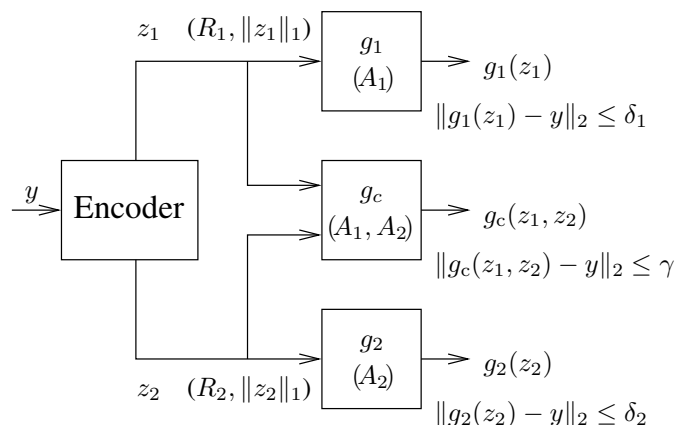 z₁ (R₁, ‖z₁‖₁)
g₁
(A₁)
g₁(z₁)
‖g₁(z₁) − y‖₂ ≤ δ₁
y
Encoder
g_c
(A₁, A₂)
g_c(z₁, z₂)
‖g_c(z₁, z₂) − y‖₂ ≤ γ
z₂ (R₂, ‖z₂‖₁)
g₂
(A₂)
g₂(z₂)
‖g₂(z₂) − y‖₂ ≤ δ₂